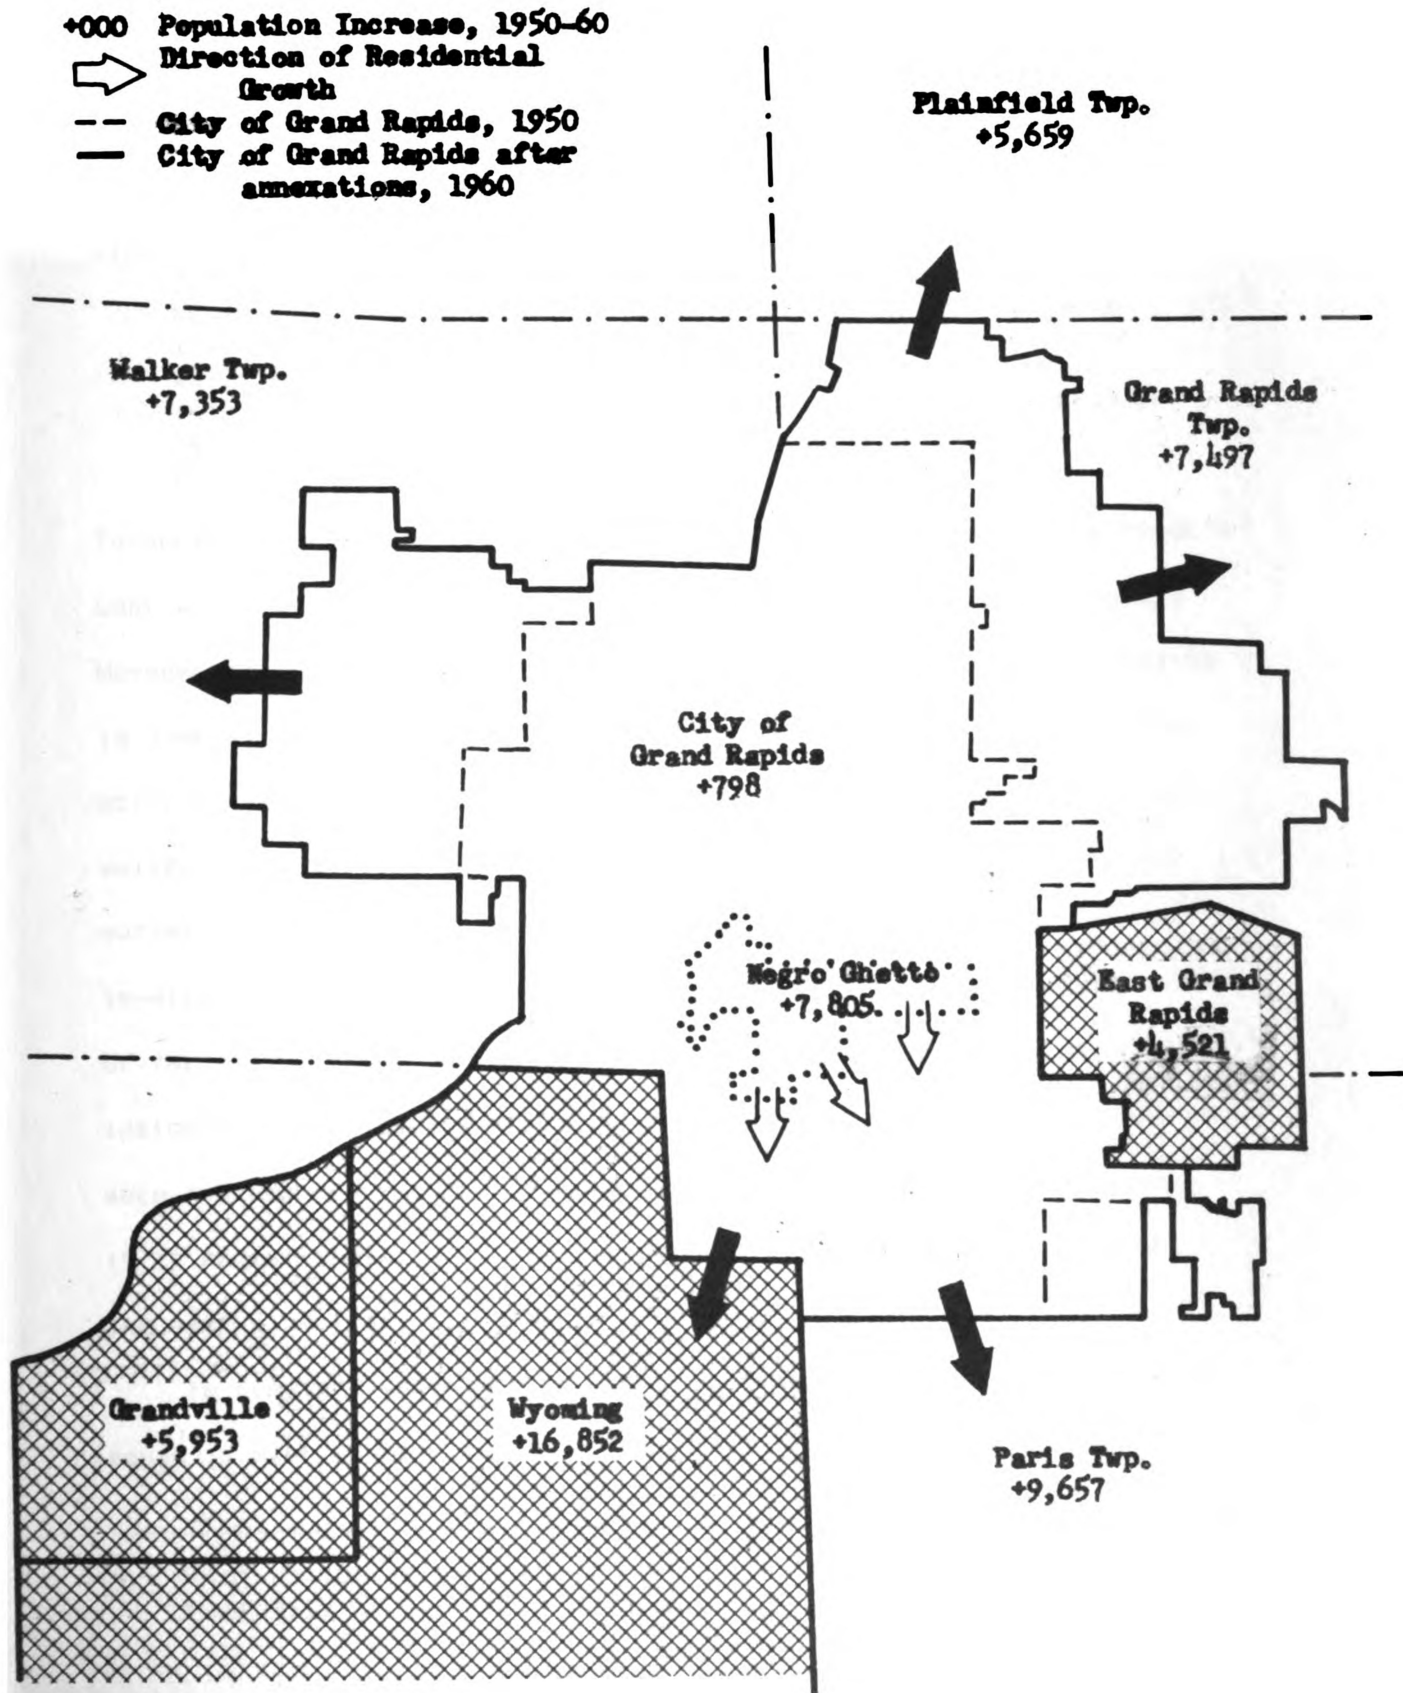 +000 Population Increase, 1950-60
Direction of Residential
Growth
City of Grand Rapids, 1950
City of Grand Rapids after
annexations, 1960
Plainfield Twp.
+5,659
Walker Twp.
+7,353
Grand Rapids
Twp.
+7,497
City of
Grand Rapids
+798
Negro Ghetto
+7,805
East Grand
Rapids
+4,521
Grandville
+5,953
Wyoming
+16,852
Paris Twp.
+9,657